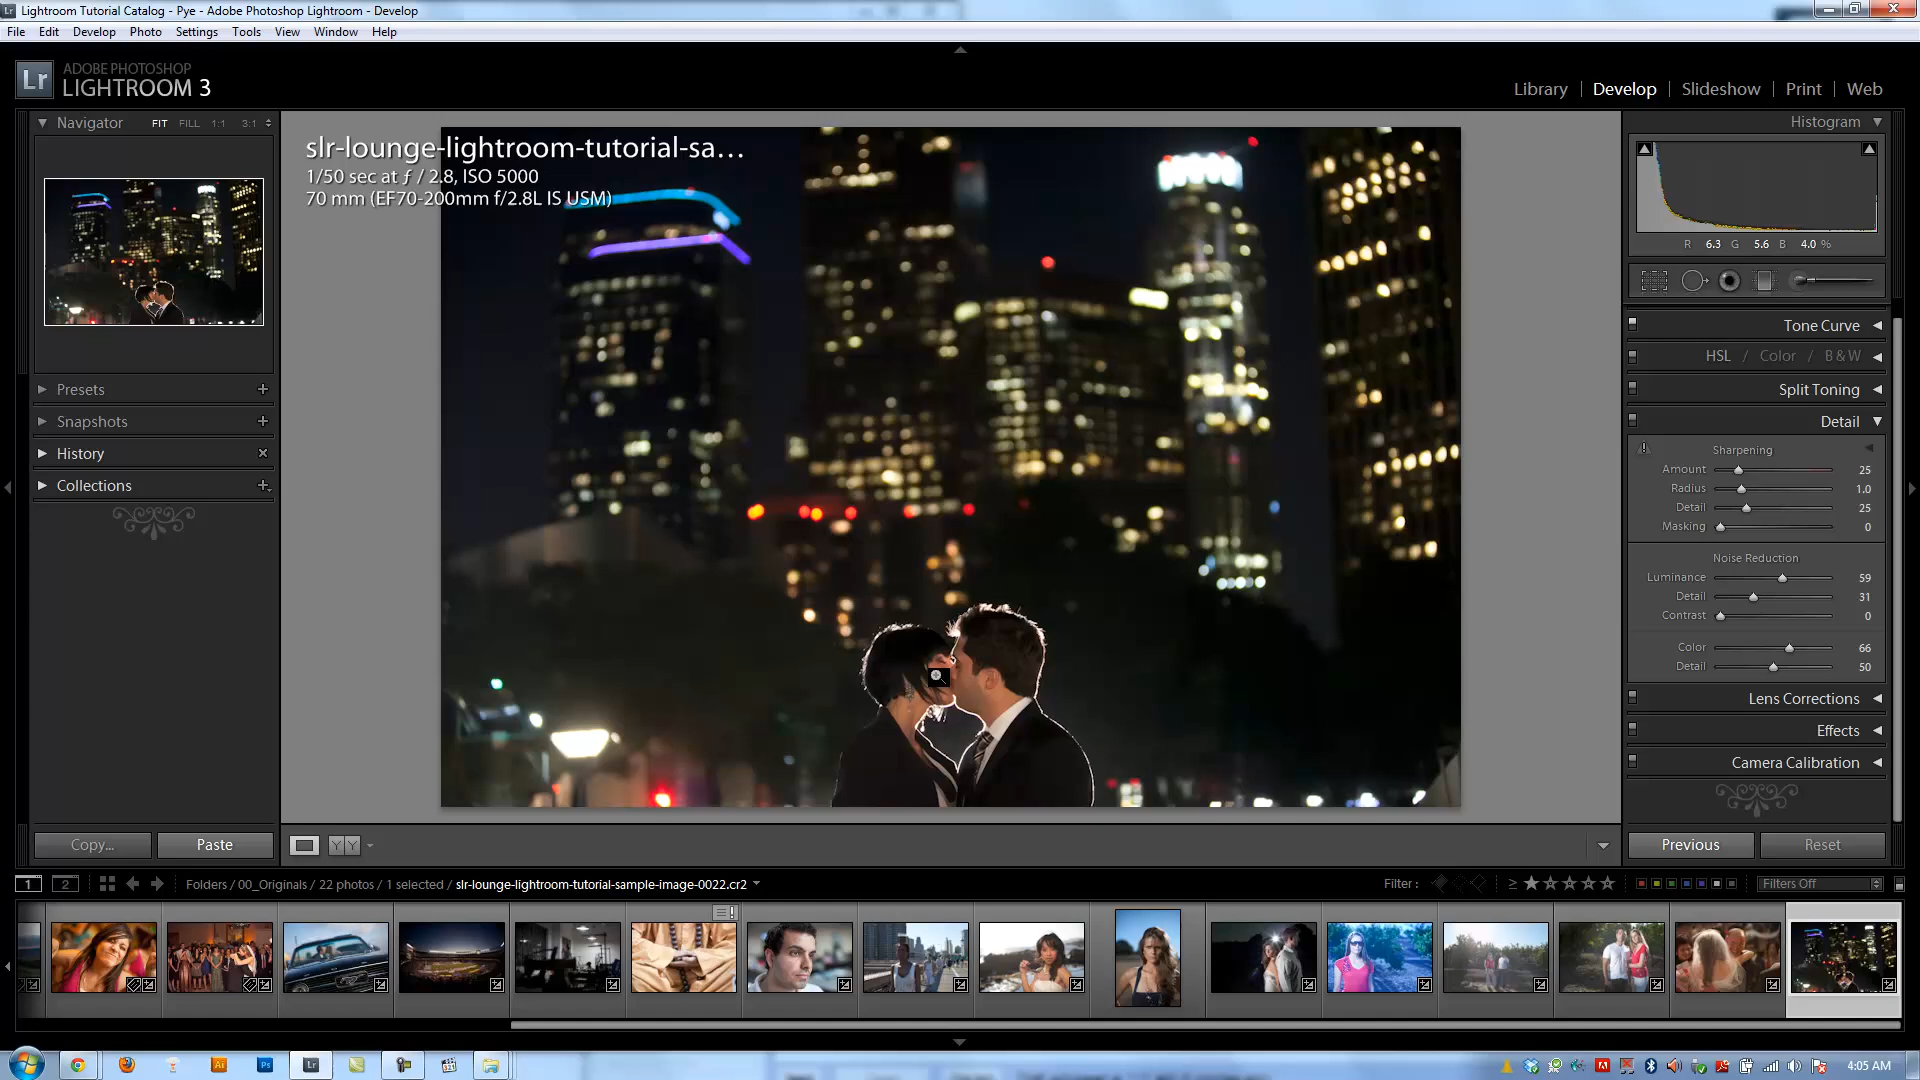 Lightroom Tutorial Catalog - Pye - Adobe Photoshop Lightroom - Develop
File Edit Develop Photo Settings Tools View Window Help
Lr ADOBE PHOTOSHOP
LIGHTROOM 3
Library | Develop | Slideshow | Print | Web
Navigator FIT FILL 1:1 3:1
Presets +
Snapshots +
History ×
Collections +
Copy... Paste
slr-lounge-lightroom-tutorial-sa...
1/50 sec at ƒ / 2.8, ISO 5000
70 mm (EF70-200mm f/2.8L IS USM)
Histogram
R 6.3 G 5.6 B 4.0 %
Tone Curve
HSL / Color / B & W
Split Toning
Detail
Sharpening
Amount 25
Radius 1.0
Detail 25
Masking 0
Noise Reduction
Luminance 59
Detail 31
Contrast 0
Color 66
Detail 50
Lens Corrections
Effects
Camera Calibration
Previous Reset
Y Y
1 2 Folders / 00_Originals / 22 photos / 1 selected / slr-lounge-lightroom-tutorial-sample-image-0022.cr2
Filter : ≥ Filters Off
Ai Ps Lr
4:05 AM